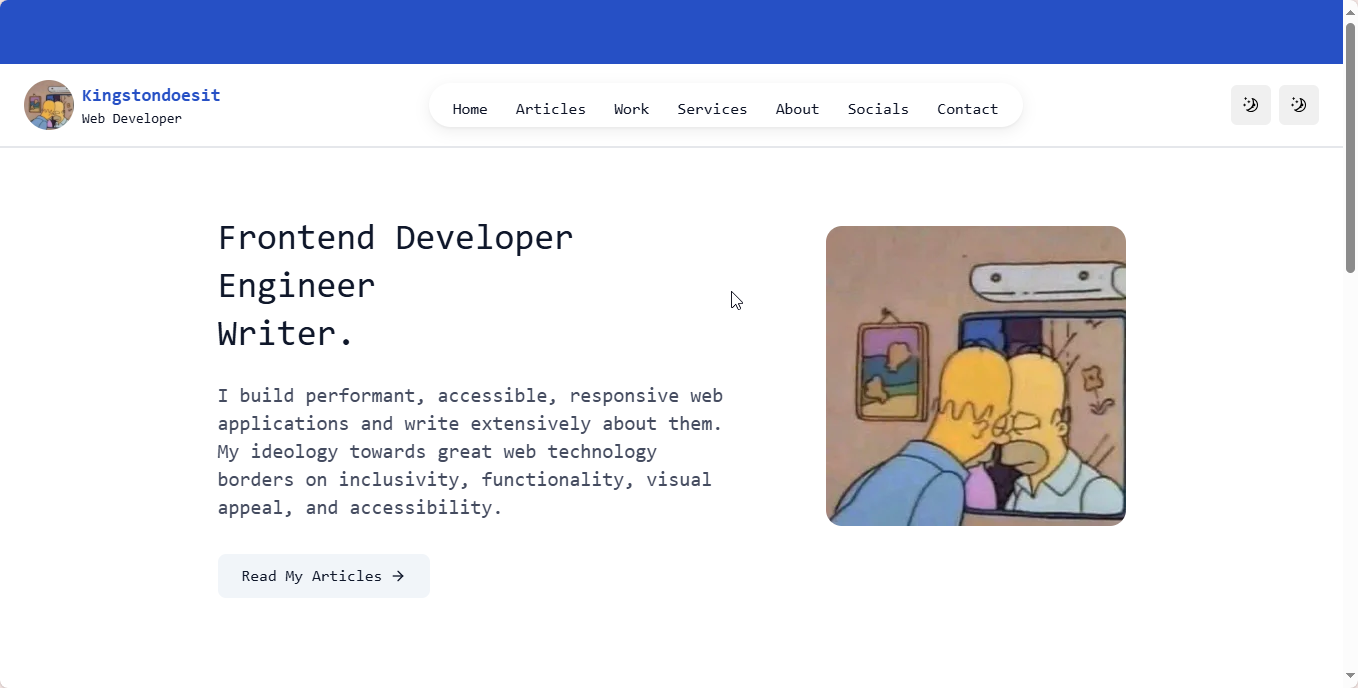 Kingstondoesit
Web Developer
Home Articles Work Services About Socials Contact
Frontend Developer
Engineer
Writer.
I build performant, accessible, responsive web
applications and write extensively about them.
My ideology towards great web technology
borders on inclusivity, functionality, visual
appeal, and accessibility.
Read My Articles →